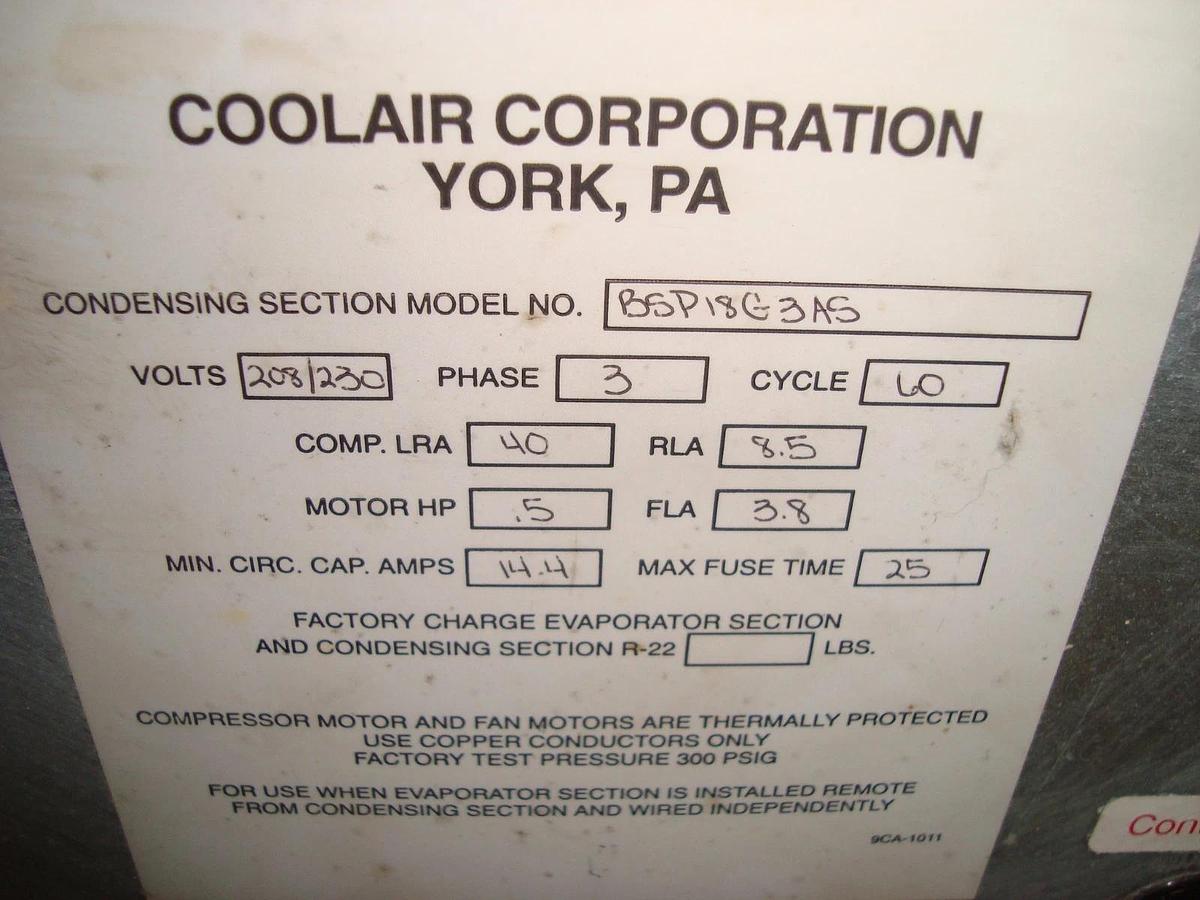 COOLAIR CORPORATION
YORK, PA
CONDENSING SECTION MODEL NO. BSP18G3AS
VOLTS 208/230 PHASE 3 CYCLE 60
COMP. LRA 40 RLA 8.5
MOTOR HP .5 FLA 3.8
MIN. CIRC. CAP. AMPS 14.4 MAX FUSE TIME 25
FACTORY CHARGE EVAPORATOR SECTION
AND CONDENSING SECTION R-22 LBS.
COMPRESSOR MOTOR AND FAN MOTORS ARE THERMALLY PROTECTED
USE COPPER CONDUCTORS ONLY
FACTORY TEST PRESSURE 300 PSIG
FOR USE WHEN EVAPORATOR SECTION IS INSTALLED REMOTE
FROM CONDENSING SECTION AND WIRED INDEPENDENTLY
9CA-1011